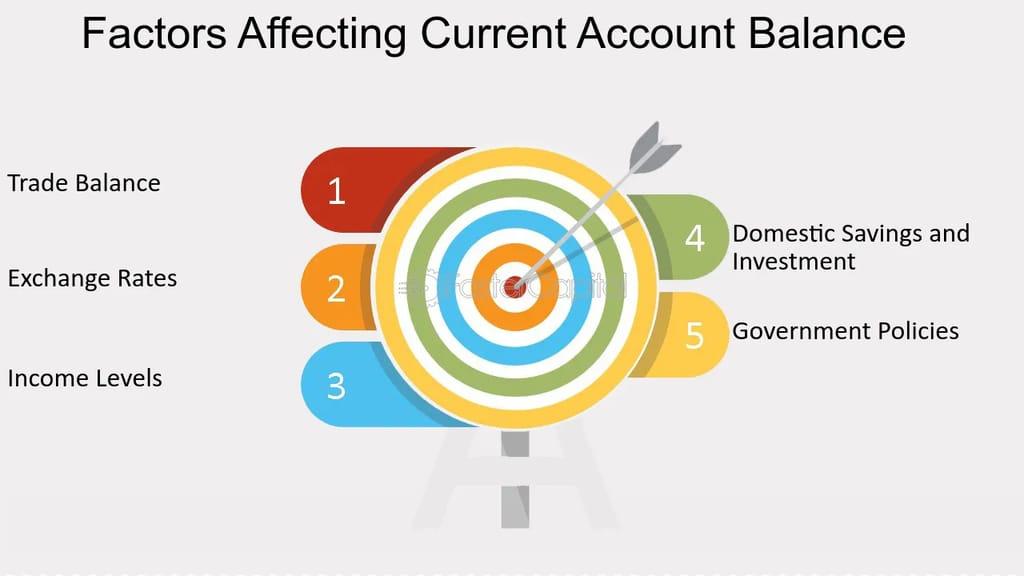 Factors Affecting Current Account Balance
Trade Balance
1
Exchange Rates
2
Income Levels
3
4
Domestic Savings and
Investment
5
Government Policies